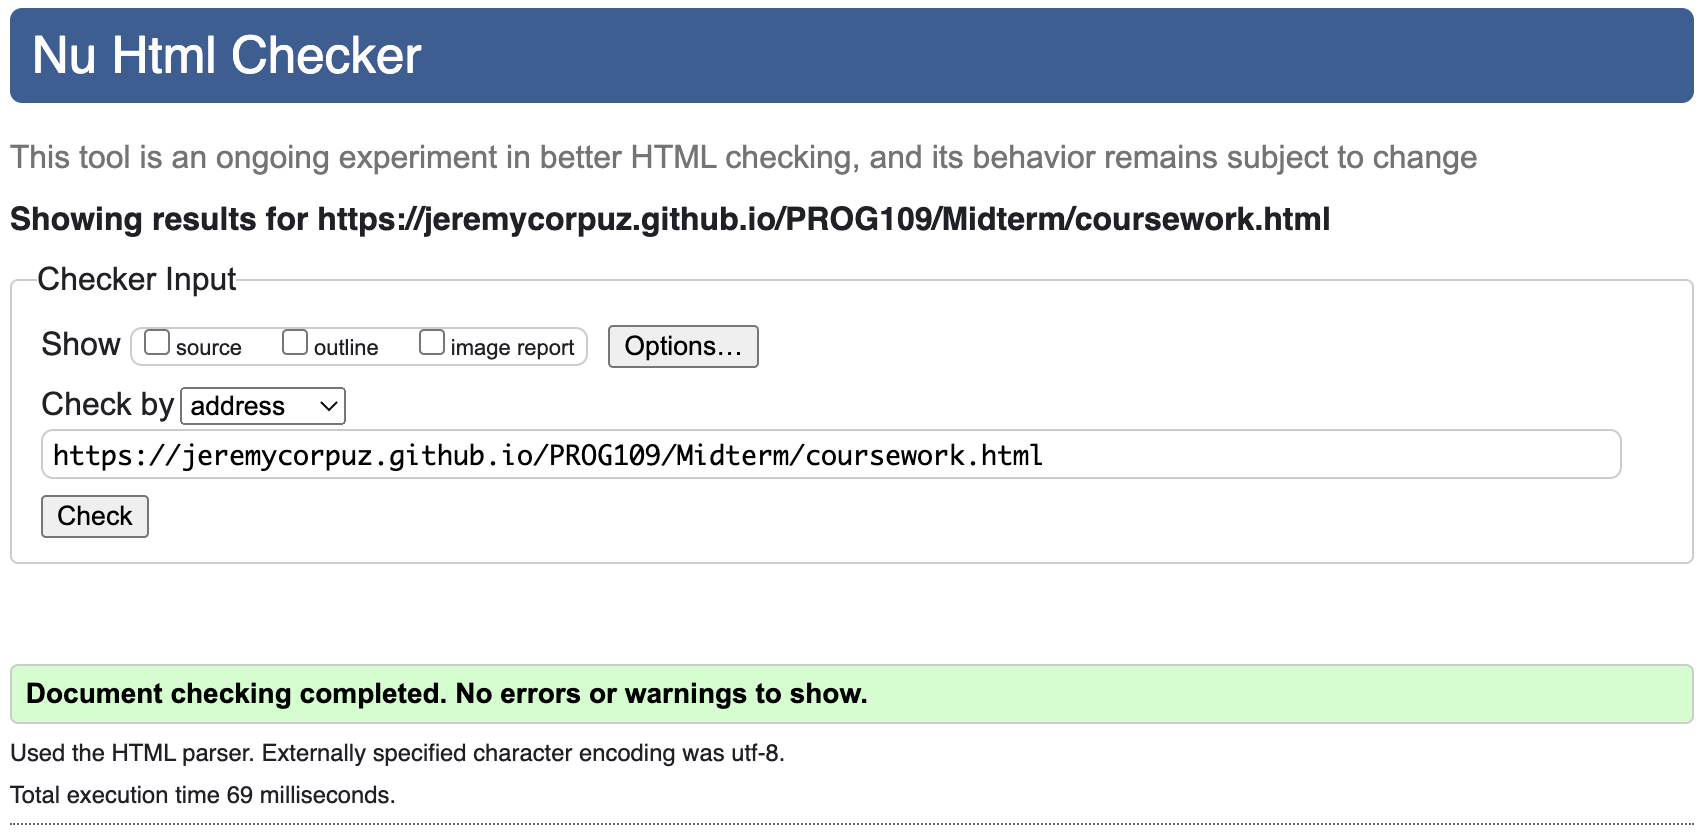 Nu Html Checker
This tool is an ongoing experiment in better HTML checking, and its behavior remains subject to change
Showing results for https://jeremycorpuz.github.io/PROG109/Midterm/coursework.html
Checker Input
Show source outline image report Options...
Check by address
https://jeremycorpuz.github.io/PROG109/Midterm/coursework.html
Check
Document checking completed. No errors or warnings to show.
Used the HTML parser. Externally specified character encoding was utf-8.
Total execution time 69 milliseconds.